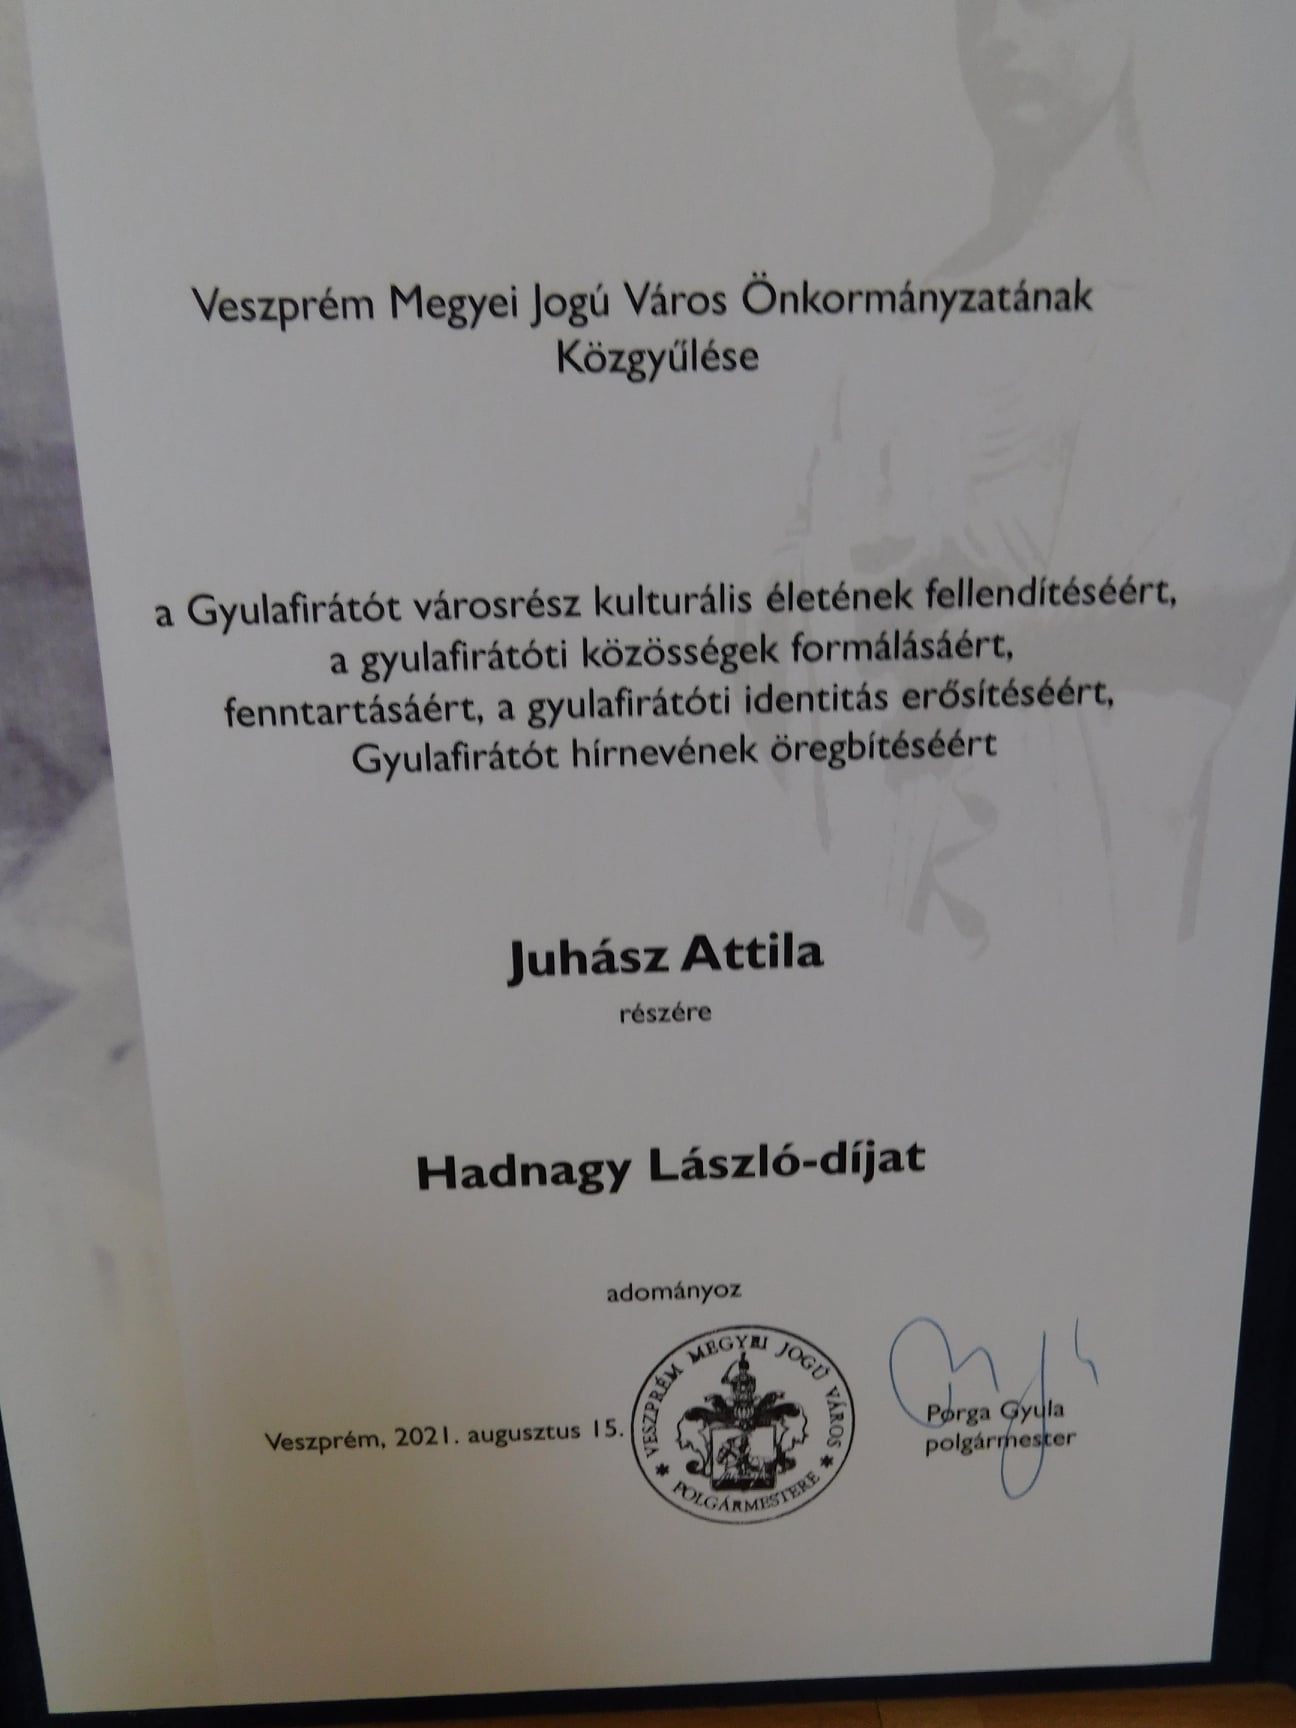 Veszprém Megyei Jogú Város Önkormányzatának
Közgyűlése
a Gyulafirátót városrész kulturális életének fellendítéséért,
a gyulafirátóti közösségek formálásáért,
fenntartásáért, a gyulafirátóti identitás erősítéséért,
Gyulafirátót hírnevének öregbítéséért
Juhász Attila
részére
Hadnagy László-díjat
adományoz
Veszprém, 2021. augusztus 15.
VESZPRÉM MEGYEI JOGÚ VÁROS
* POLGÁRMESTERE *
Porga Gyula
polgármester